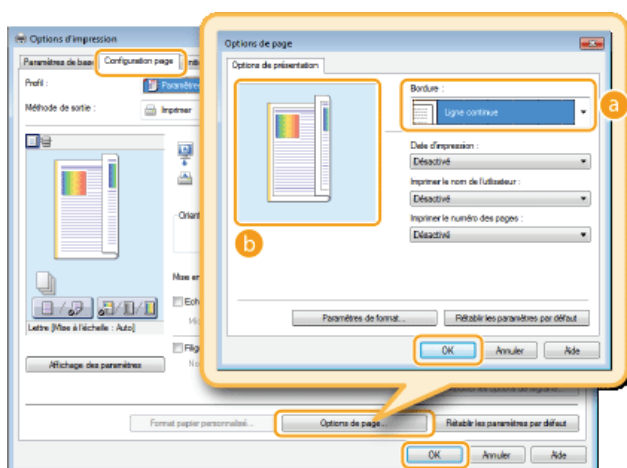 Options d'impression
Paramètres de base
Configuration page
Profil :
Méthode de sortie :
Imprimer
Lettre [Mise à l'échelle : Auto]
Affichage des paramètres
Format papier personnalisé...
Options de page...
Rétablir les paramètres par défaut
OK
Annuler
Aide
Options de page
Options de présentation
Bordure :
Ligne continue
a
Date d'impression :
Désactivé
Imprimer le nom de l'utilisateur :
Désactivé
Imprimer le numéro des pages :
Désactivé
b
Paramètres de format...
Rétablir les paramètres par défaut
OK
Annuler
Aide